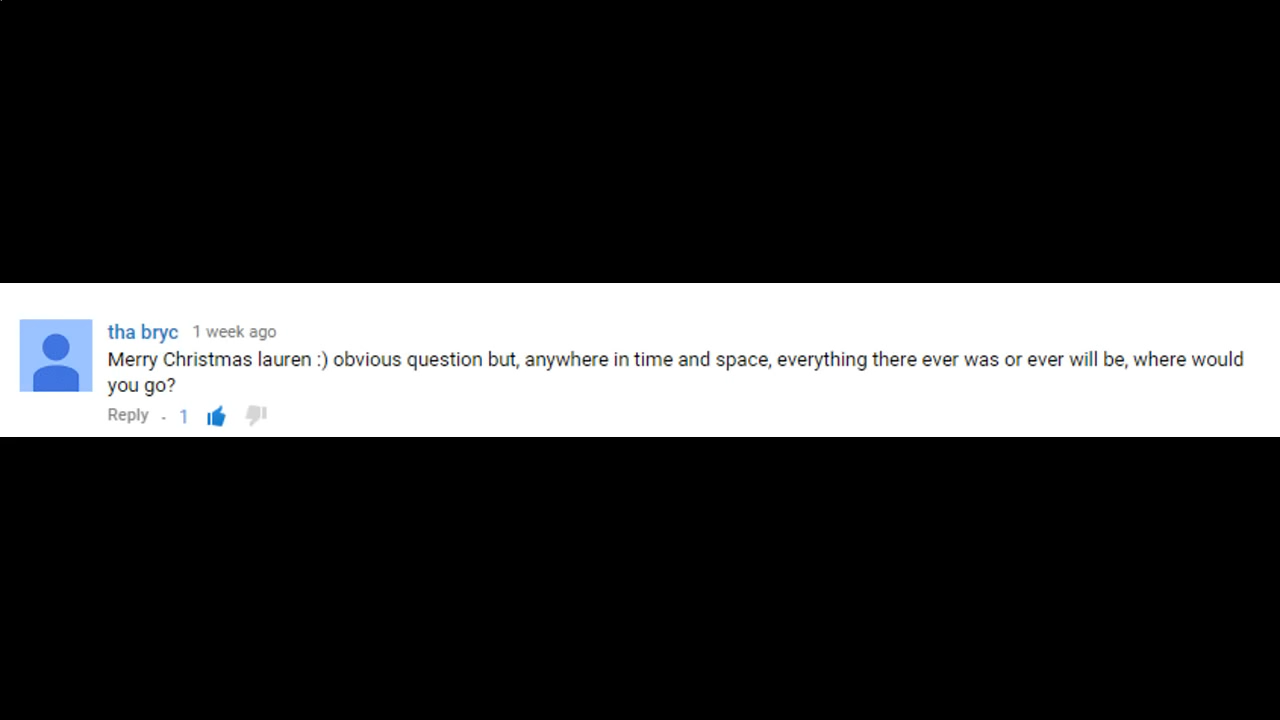 tha bryc 1 week ago
Merry Christmas lauren :) obvious question but, anywhere in time and space, everything there ever was or ever will be, where would
you go?
Reply . 1